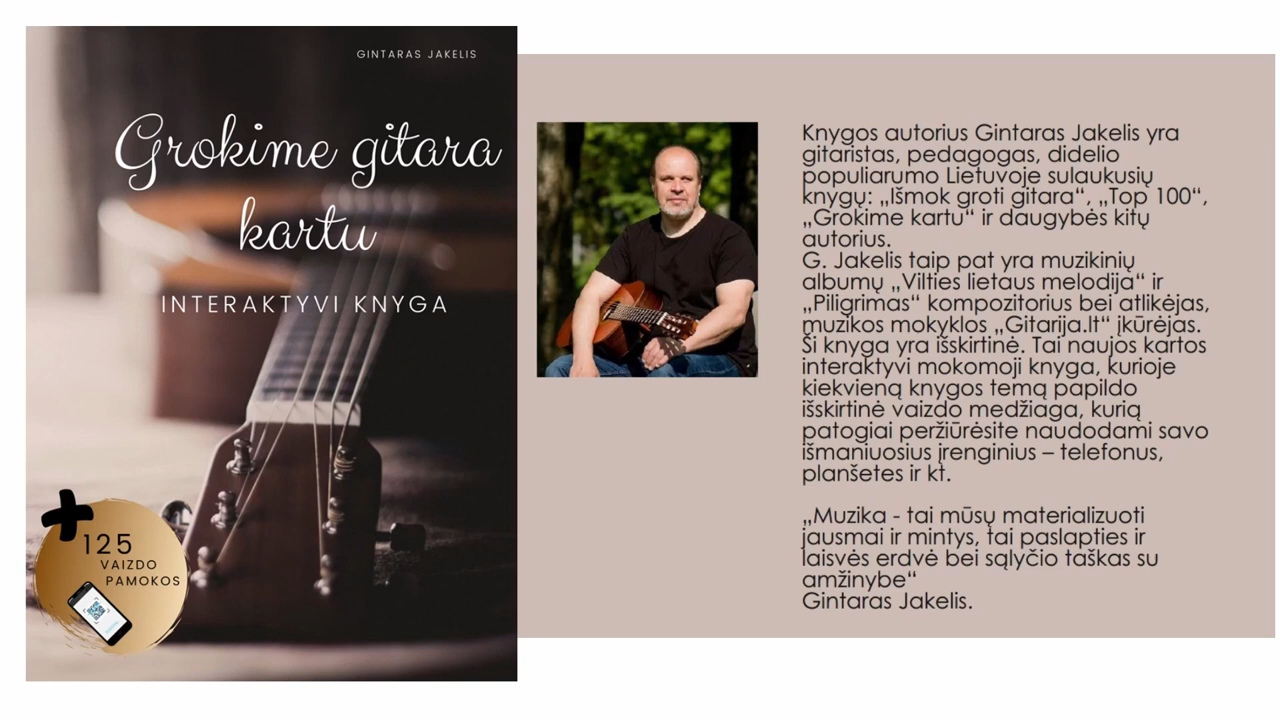 GINTARAS JAKELIS
Grokime gitara
kartu
INTERAKTYVI KNYGA
125
VAIZDO
PAMOKOS
Knygos autorius Gintaras Jakelis yra
gitaristas, pedagogas, didelio
populiarumo Lietuvoje sulaukusių
knygų: „Išmok groti gitara“, „Top 100“,
„Grokime kartu“ ir daugybės kitų
autorius.
G. Jakelis taip pat yra muzikinių
albumų „Vilties lietaus melodija“ ir
„Piligrimas“ kompozitorius bei atlikėjas,
muzikos mokyklos „Gitarija.lt“ įkūrėjas.
Ši knyga yra išskirtinė. Tai naujos kartos
interaktyvi mokomoji knyga, kurioje
kiekvieną knygos temą papildo
išskirtinė vaizdo medžiaga, kurią
patogiai peržiūrėsite naudodami savo
išmaniuosius įrenginius – telefonus,
planšetes ir kt.
„Muzika - tai mūsų materializuoti
jausmai ir mintys, tai paslapties ir
laisvės erdvė bei sąlyčio taškas su
amžinybe“
Gintaras Jakelis.